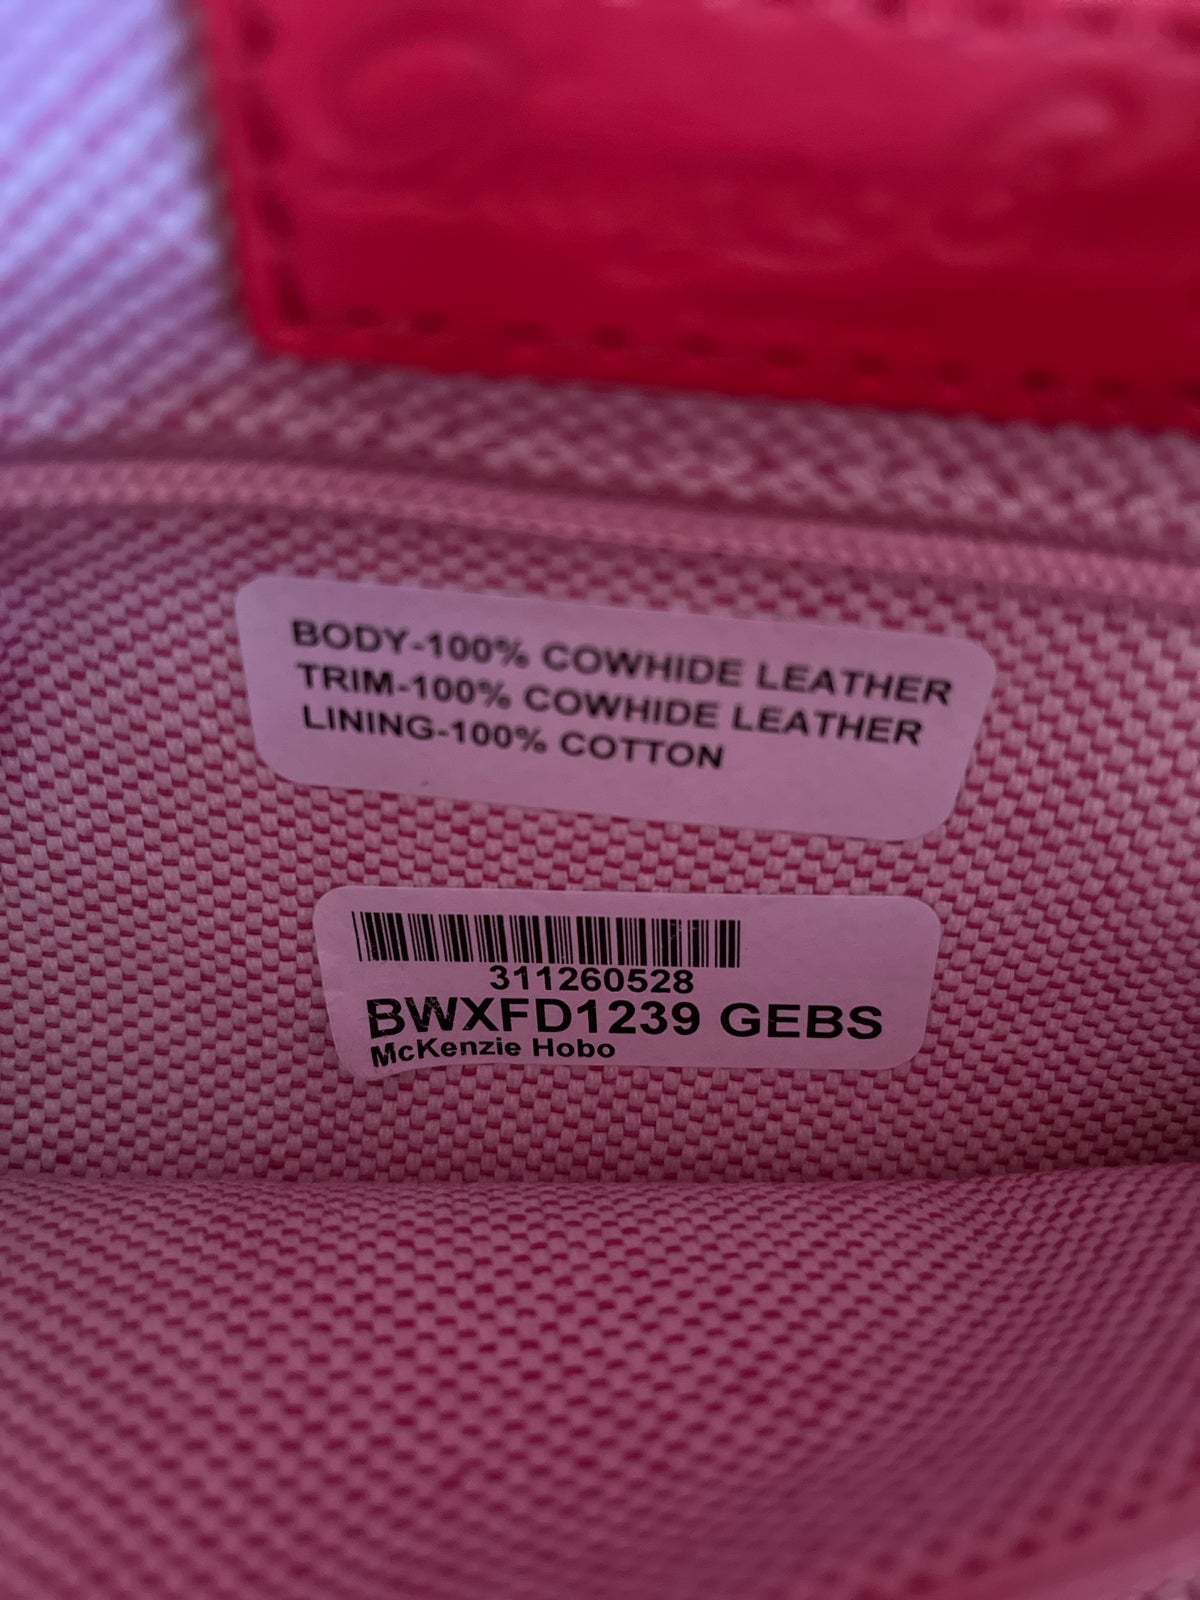 BODY-100% COWHIDE LEATHER
TRIM-100% COWHIDE LEATHER
LINING-100% COTTON
311260528
BWXFD1239 GEBS
McKenzie Hobo